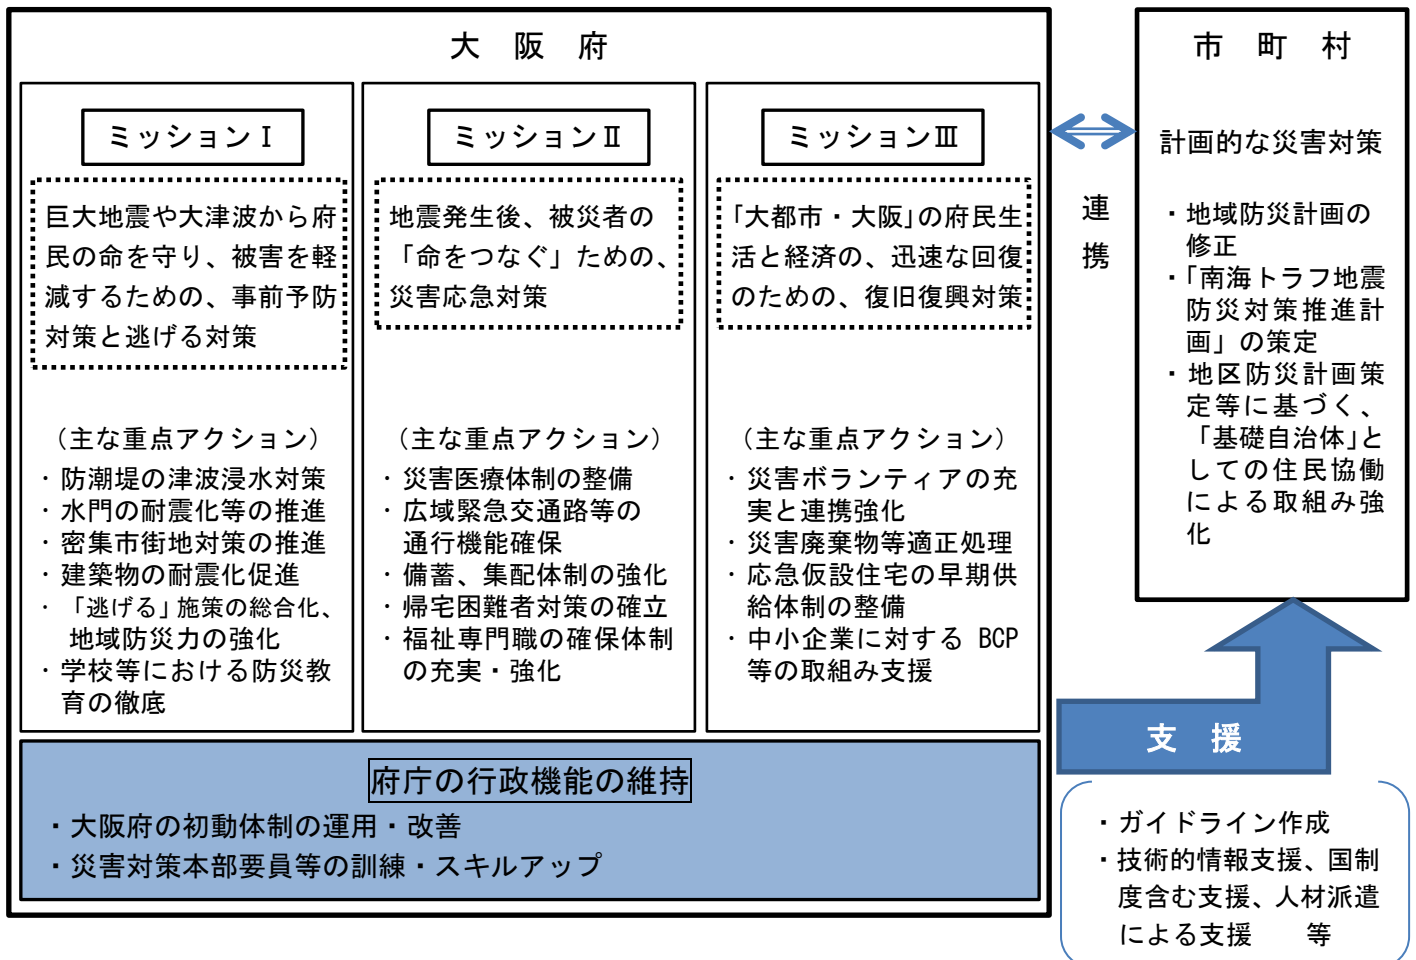 大　阪　府
ミッションⅠ
巨大地震や大津波から府
民の命を守り、被害を軽
減するための、事前予防
対策と逃げる対策
（主な重点アクション）
・防潮堤の津波浸水対策
・水門の耐震化等の推進
・密集市街地対策の推進
・建築物の耐震化促進
・「逃げる」施策の総合化、
地域防災力の強化
・学校等における防災教
育の徹底
ミッションⅡ
地震発生後、被災者の
「命をつなぐ」ための、
災害応急対策
（主な重点アクション）
・災害医療体制の整備
・広域緊急交通路等の
通行機能確保
・備蓄、集配体制の強化
・帰宅困難者対策の確立
・福祉専門職の確保体制
の充実・強化
ミッションⅢ
「大都市・大阪」の府民生
活と経済の、迅速な回復
のための、復旧復興対策
（主な重点アクション）
・災害ボランティアの充
実と連携強化
・災害廃棄物等適正処理
・応急仮設住宅の早期供
給体制の整備
・中小企業に対する BCP
等の取組み支援
府庁の行政機能の維持
・大阪府の初動体制の運用・改善
・災害対策本部要員等の訓練・スキルアップ
連
携
市　町　村
計画的な災害対策
・地域防災計画の
修正
・「南海トラフ地震
防災対策推進計
画」の策定
・地区防災計画策
定等に基づく、
「基礎自治体」と
しての住民協働
による取組み強
化
支　援
・ガイドライン作成
・技術的情報支援、国制
度含む支援、人材派遣
による支援　　等